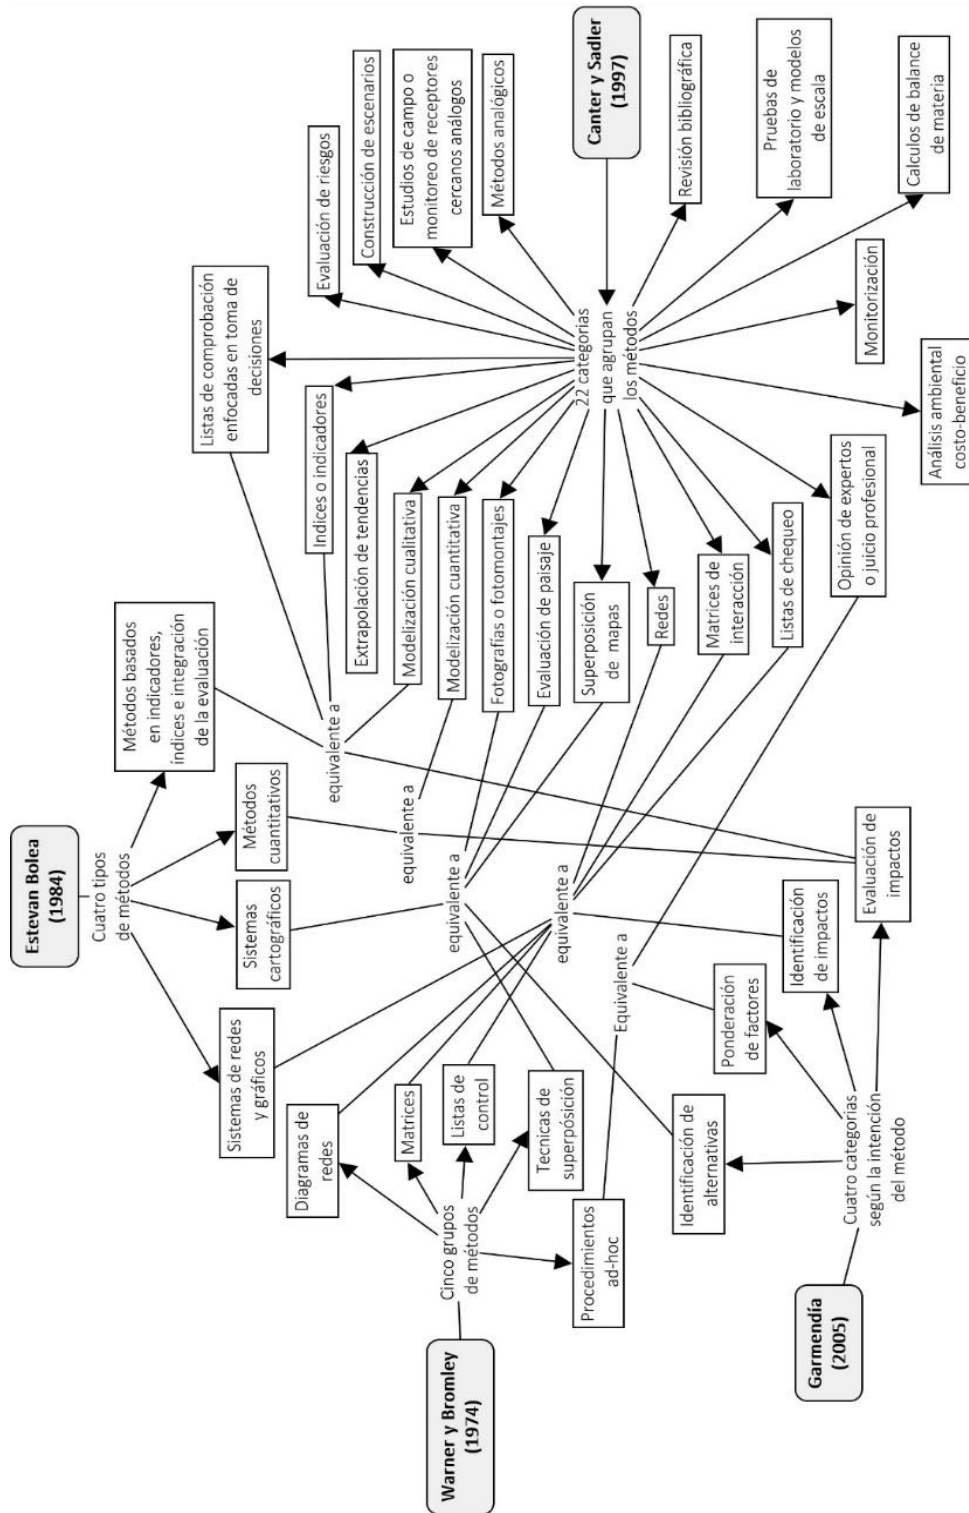 Estevan Bolea
(1984)
Cuatro tipos
de métodos
Métodos basados
en indicadores,
índices e integración
de la evaluación
Métodos
cuantitativos
Sistemas
cartográficos
Sistemas de redes
y gráficos
Warner y Bromley
(1974)
Cinco grupos
de métodos
Diagramas de
redes
Matrices
Listas de
control
Tecnicas de
superpósición
Procedimientos
ad-hoc
Garmendía
(2005)
Cuatro categorías
según la intención
del método
Identificación de
alternativas
Ponderación
de factores
Identificación
de impactos
Evaluación de
impactos
equivalente a
equivalente a
equivalente a
equivalente a
Equivalente a
Canter y Sadler
(1997)
22 categorias
que agrupan
los métodos
Listas de comprobación
enfocadas en toma de
decisiones
Indices o indicadores
Extrapolación de tendencias
Modelización cualitativa
Modelización cuantitativa
Fotografías o fotomontajes
Evaluación de paisaje
Superposición
de mapas
Redes
Matrices de
interacción
Listas de chequeo
Opinión de expertos
o juicio profesional
Análisis ambiental
costo-beneficio
Monitorización
Calculos de balance
de materia
Pruebas de
laboratorio y modelos
de escala
Revisión bibliográfica
Métodos analógicos
Estudios de campo o
monitoreo de receptores
cercanos análogos
Construcción de escenarios
Evaluación de riesgos